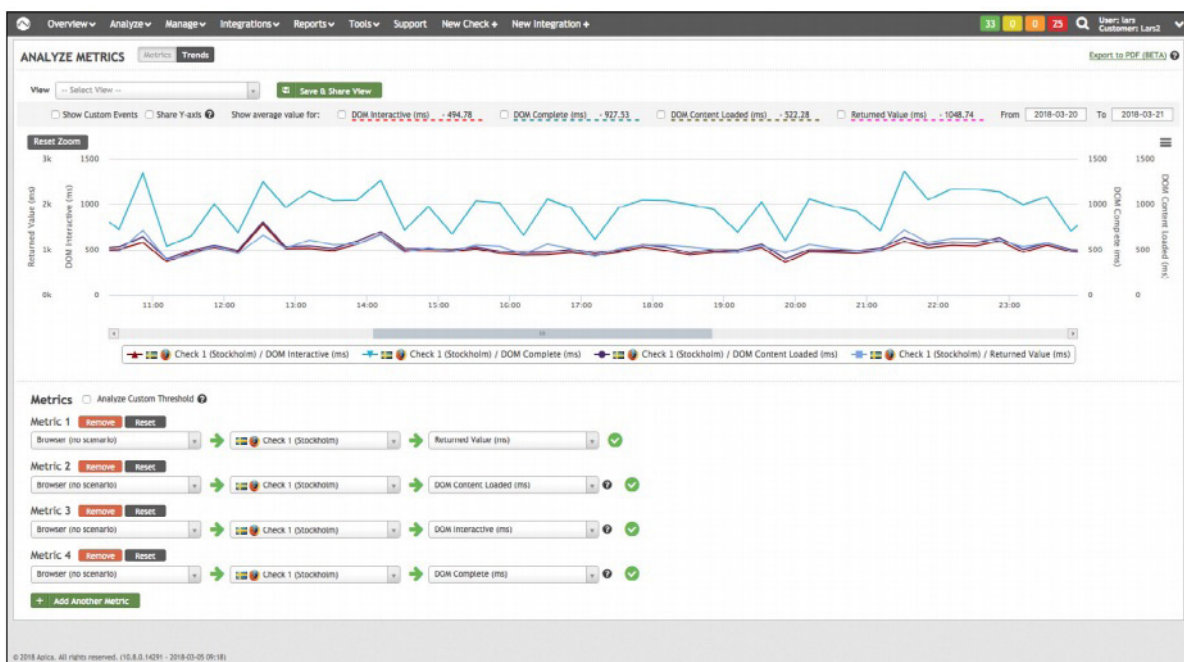 Overview Analyze Manage Integrations Reports Tools Support New Check + New Integration + 33 0 0 25 User: lars
Customer: Lars2
ANALYZE METRICS Metrics Trends Export to PDF (BETA) ?
View -- Select View -- Save & Share View
Show Custom Events Share Y-axis ? Show average value for: DOM Interactive (ms) - 494.78 DOM Complete (ms) - 927.53 DOM Content Loaded (ms) - 522.28 Returned Value (ms) - 1048.74 From 2018-03-20 To 2018-03-21
Reset Zoom
3k 1500 1500 1500
2k 1000 1000 1000
1k 500 500 500
0k 0 0 0
Returned Value (ms)
DOM Interactive (ms)
DOM Complete (ms)
DOM Content Loaded (ms)
11:00 12:00 13:00 14:00 15:00 16:00 17:00 18:00 19:00 20:00 21:00 22:00 23:00
Check 1 (Stockholm) / DOM Interactive (ms) Check 1 (Stockholm) / DOM Complete (ms) Check 1 (Stockholm) / DOM Content Loaded (ms) Check 1 (Stockholm) / Returned Value (ms)
Metrics Analyze Custom Threshold ?
Metric 1 Remove Reset
Browser (no scenario) Check 1 (Stockholm) Returned Value (ms)
Metric 2 Remove Reset
Browser (no scenario) Check 1 (Stockholm) DOM Content Loaded (ms) ?
Metric 3 Remove Reset
Browser (no scenario) Check 1 (Stockholm) DOM Interactive (ms) ?
Metric 4 Remove Reset
Browser (no scenario) Check 1 (Stockholm) DOM Complete (ms) ?
+ Add Another Metric
© 2018 Apica. All rights reserved. (10.8.0.14291 - 2018-03-05 09:18)